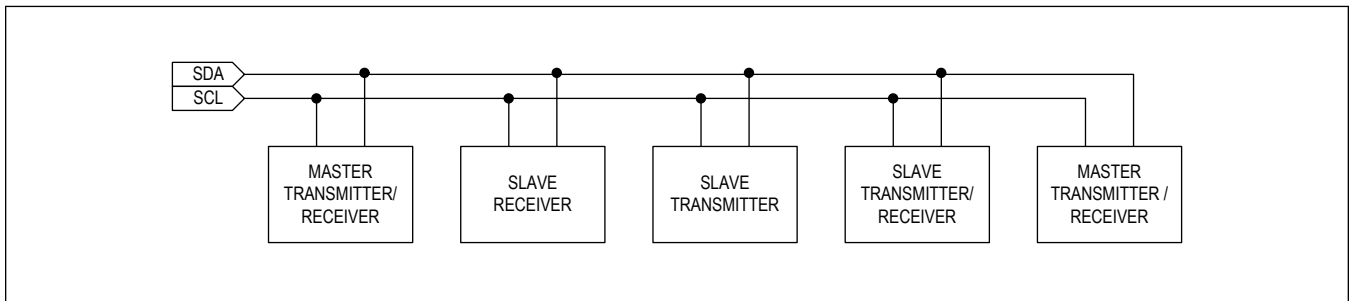 SDA
SCL
MASTER
TRANSMITTER/
RECEIVER
SLAVE
RECEIVER
SLAVE
TRANSMITTER
SLAVE
TRANSMITTER/
RECEIVER
MASTER
TRANSMITTER /
RECEIVER